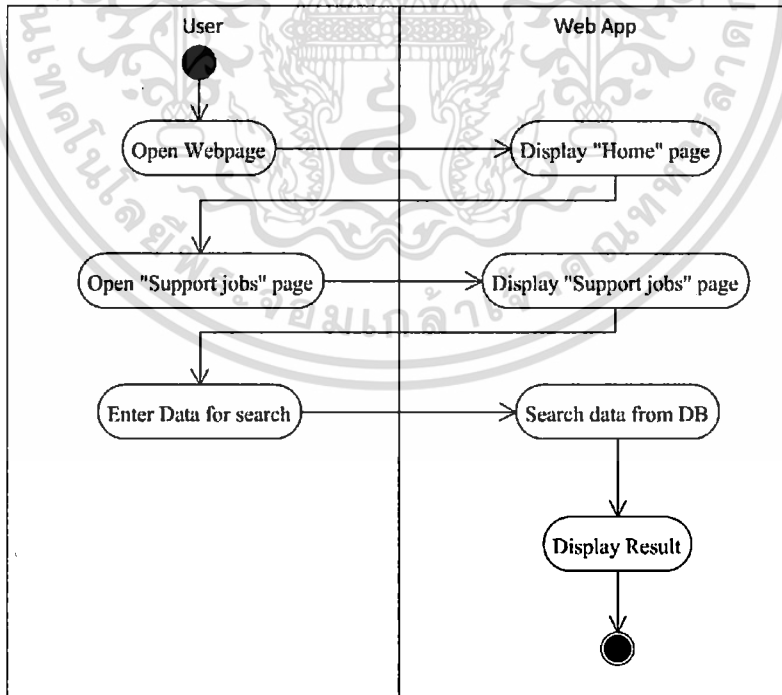 User
Web App
Open Webpage
Display "Home" page
Open "Support jobs" page
Display "Support jobs" page
Enter Data for search
Search data from DB
Display Result